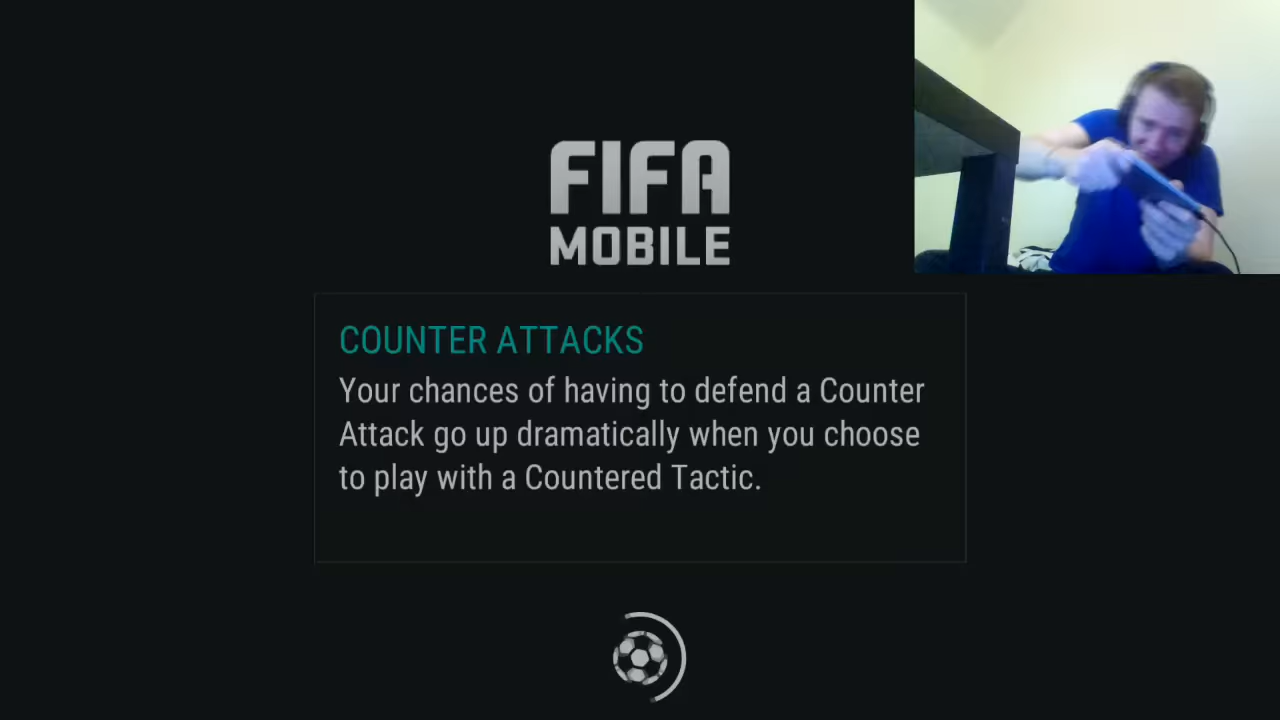 FIFA
MOBILE
COUNTER ATTACKS
Your chances of having to defend a Counter
Attack go up dramatically when you choose
to play with a Countered Tactic.